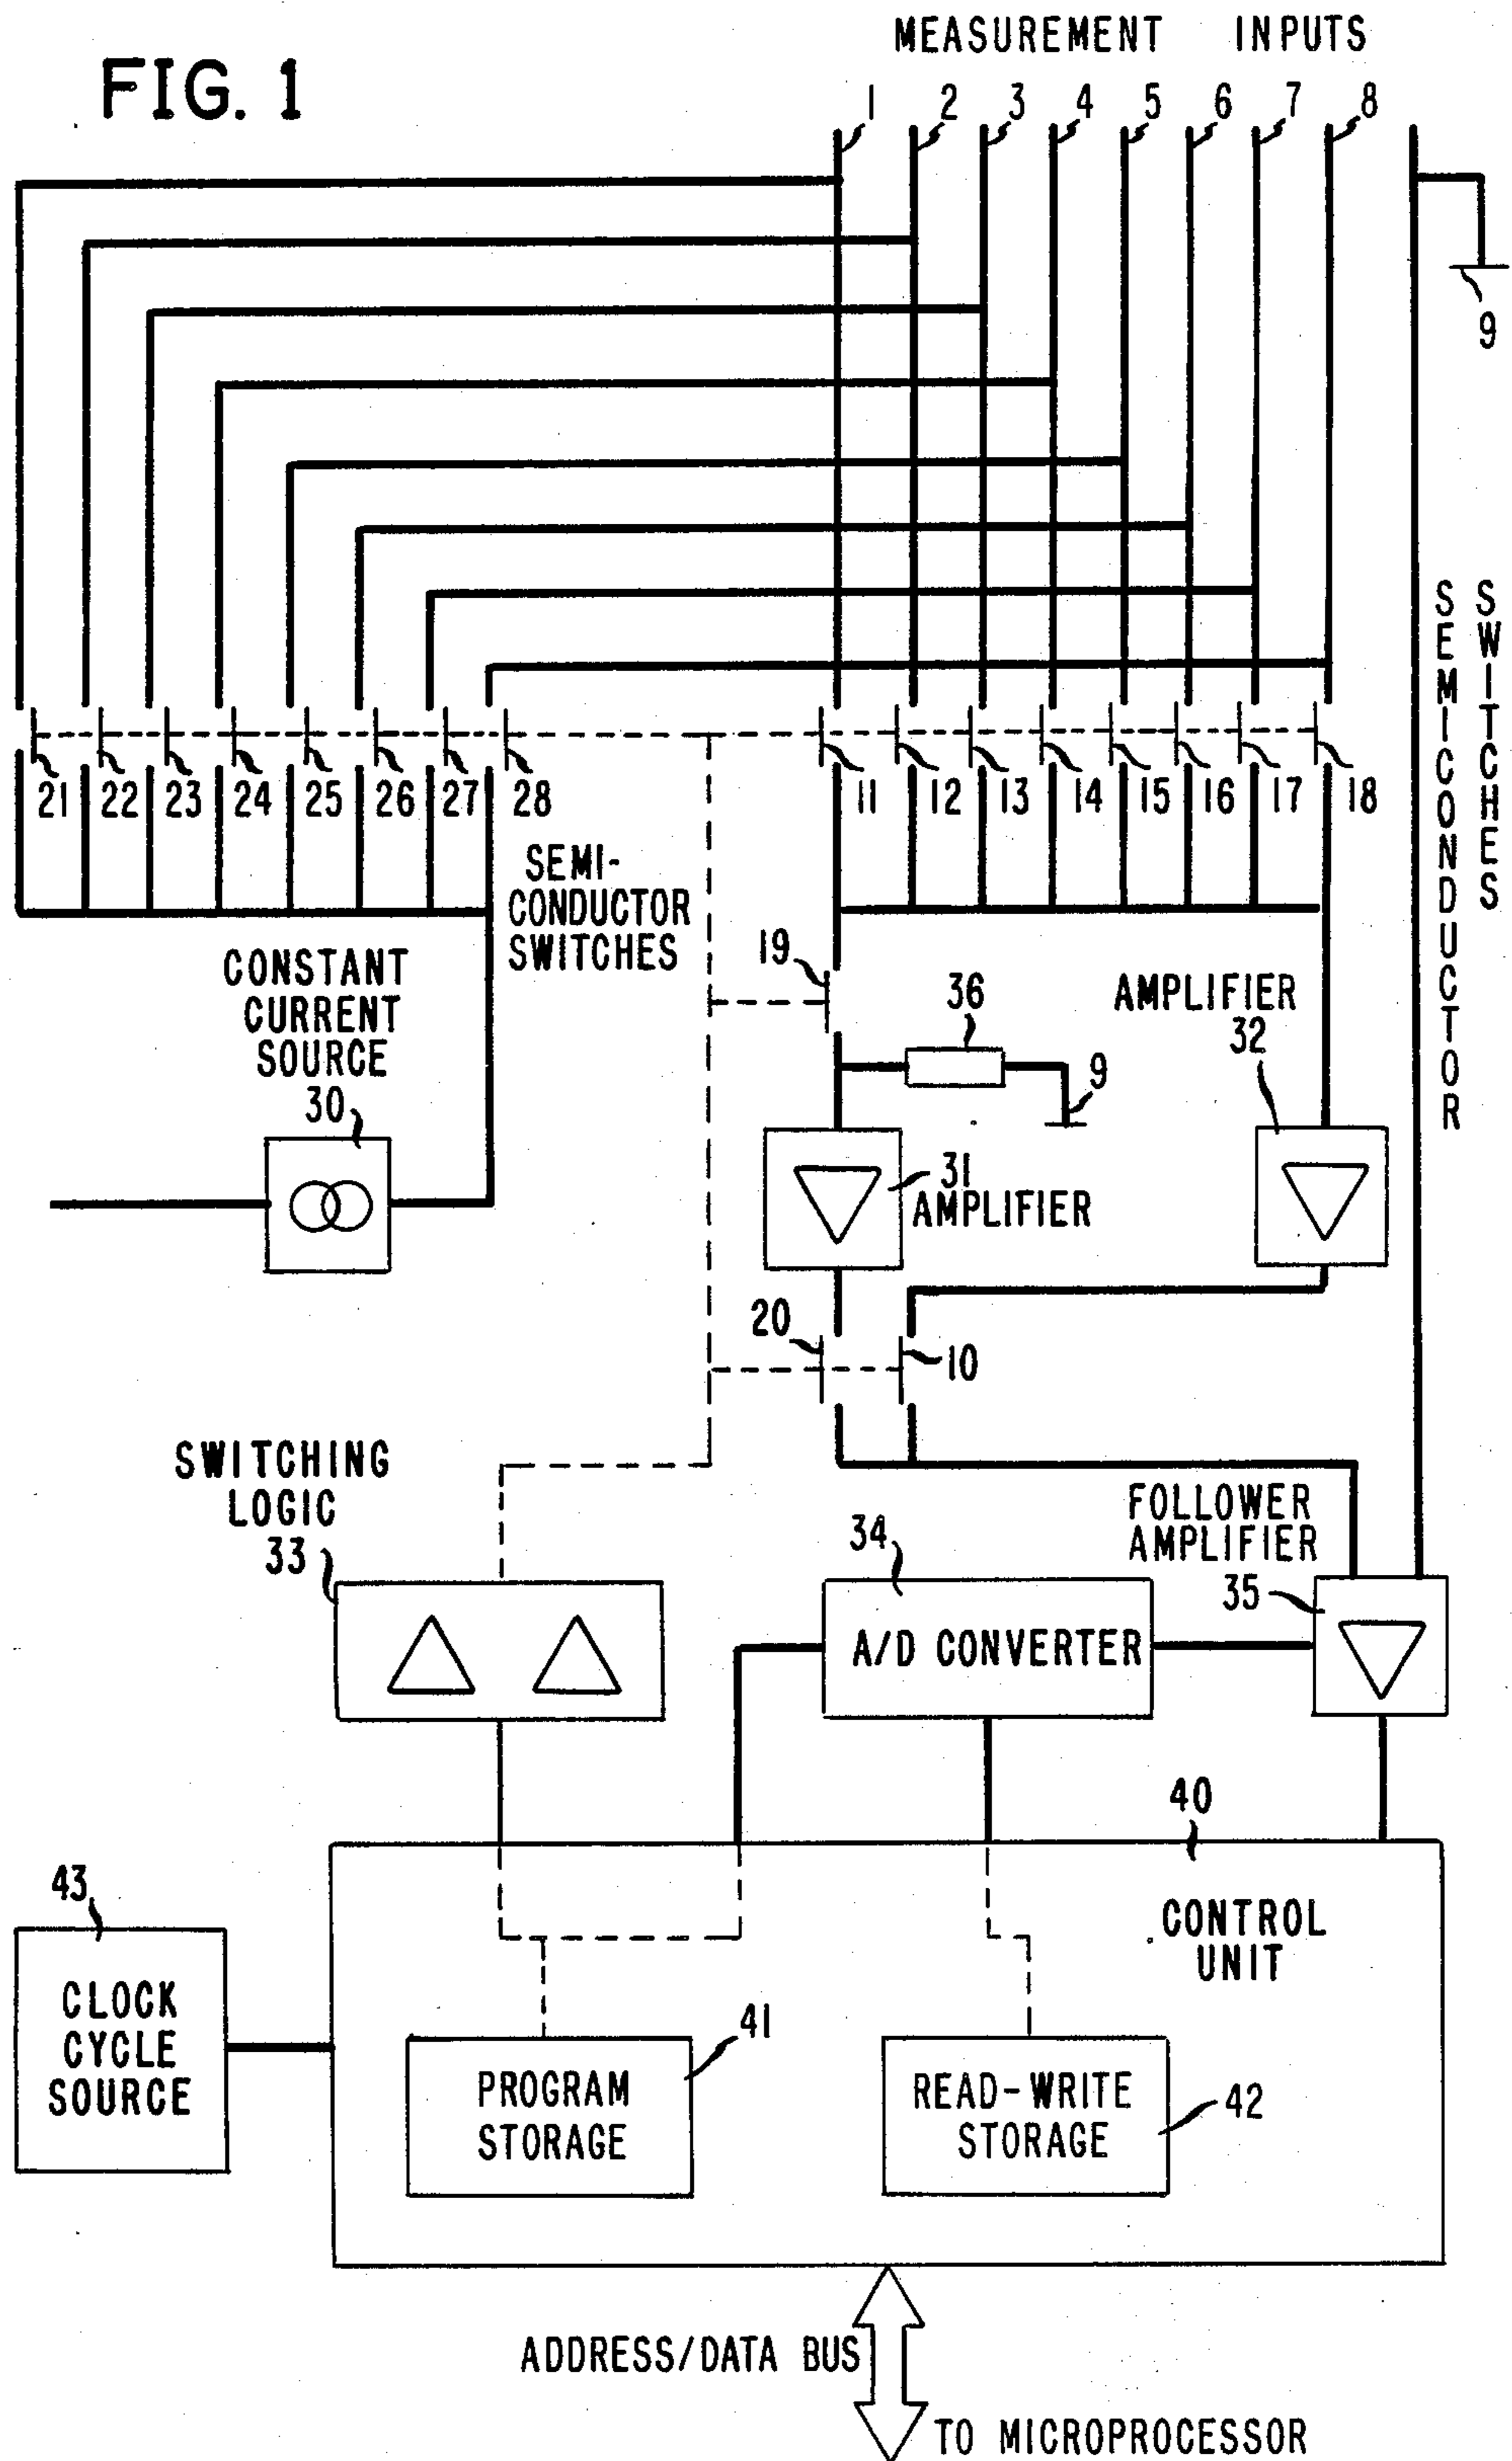 FIG. 1
MEASUREMENT INPUTS
1 2 3 4 5 6 7 8
9
21 22 23 24 25 26 27 28
11 12 13 14 15 16 17 18
SEMI-
CONDUCTOR
SWITCHES
SEMICONDUCTOR
SWITCHES
CONSTANT
CURRENT
SOURCE
30
19
36
9
AMPLIFIER
32
31
AMPLIFIER
20
10
SWITCHING
LOGIC
33
34
A/D CONVERTER
FOLLOWER
AMPLIFIER
35
40
CONTROL
UNIT
43
CLOCK
CYCLE
SOURCE
41
PROGRAM
STORAGE
READ-WRITE
STORAGE
42
ADDRESS/DATA BUS
TO MICROPROCESSOR